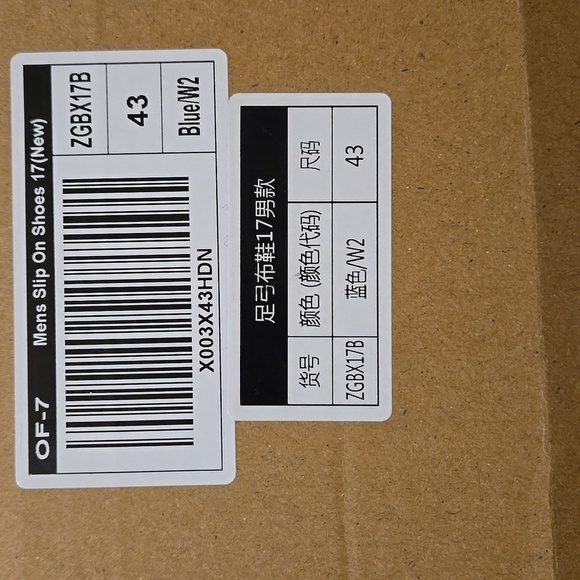 OF-7 Mens Slip On Shoes 17(New)
ZGBX17B
43
Blue/W2
X003X43HDN
足弓布鞋17男款
货号 颜色 (颜色代码) 尺码
ZGBX17B 蓝色/W2 43